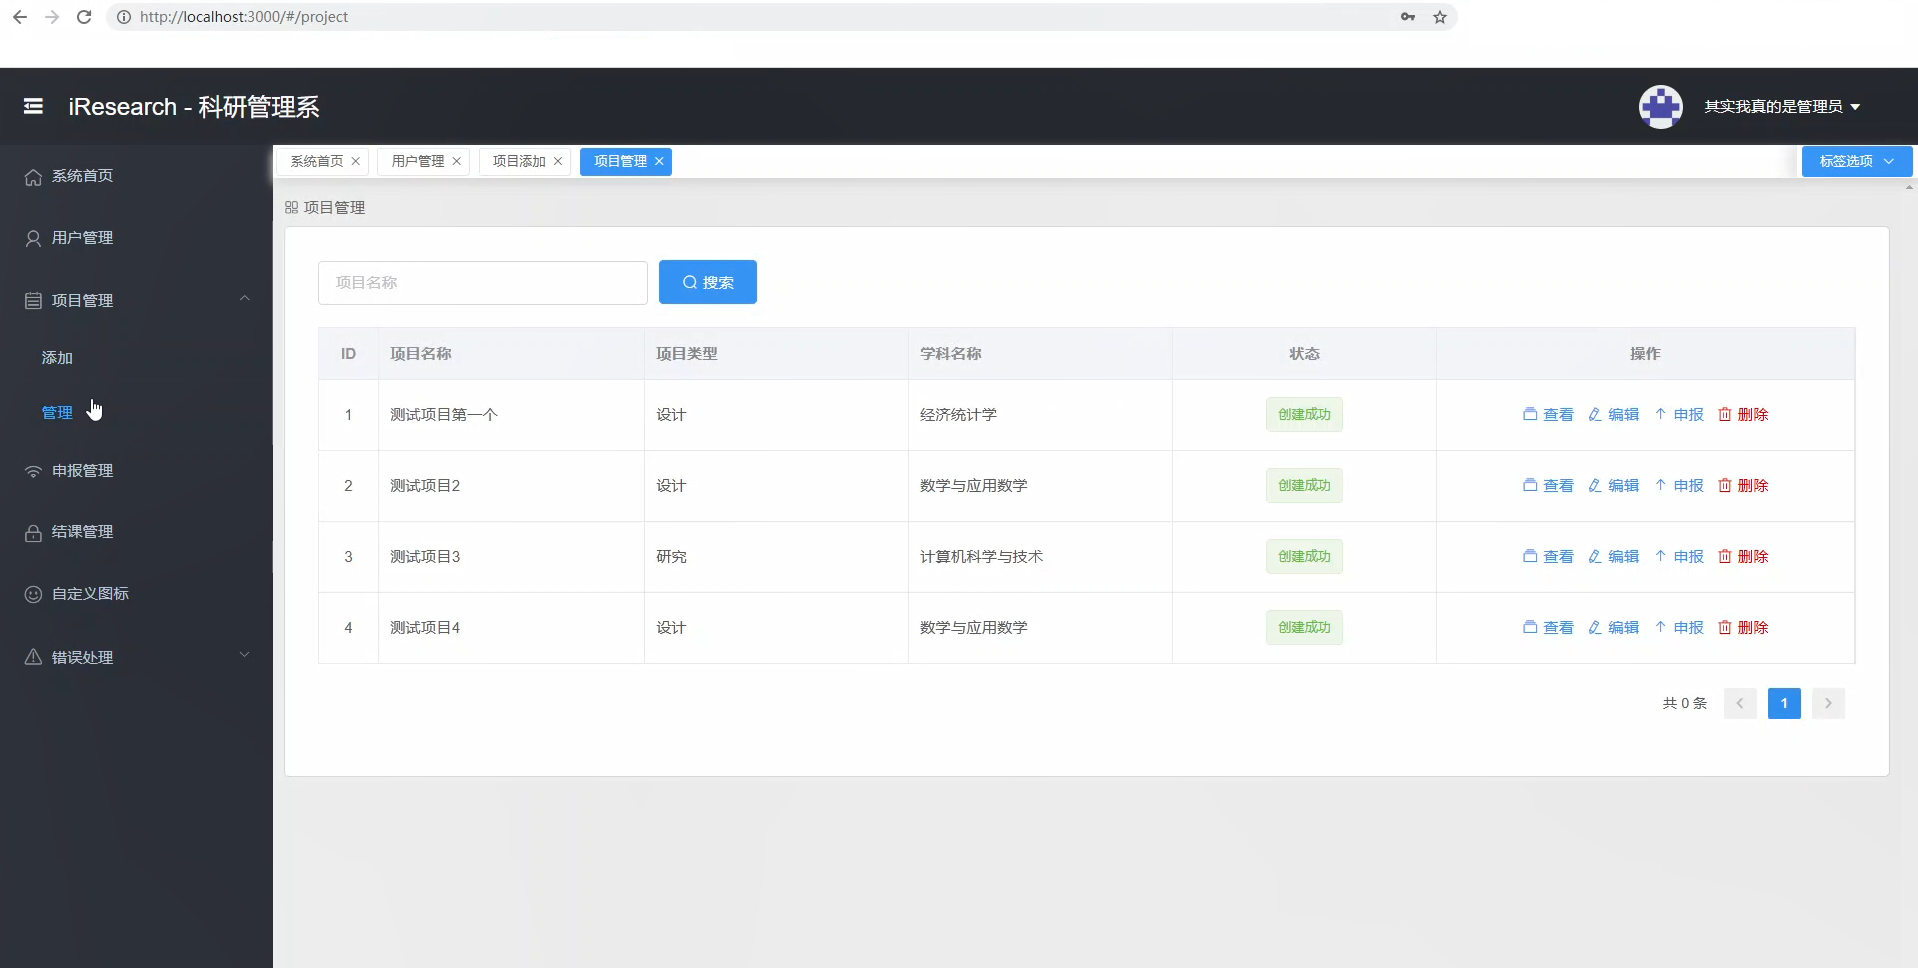 http://localhost:3000/#/project
iResearch - 科研管理系
其实我真的是管理员
系统首页
用户管理
项目管理
添加
管理
申报管理
结课管理
自定义图标
错误处理
系统首页 用户管理 项目添加 项目管理 标签选项
项目管理
项目名称 搜索
ID 项目名称 项目类型 学科名称 状态 操作
1 测试项目第一个 设计 经济统计学 创建成功 查看 编辑 申报 删除
2 测试项目2 设计 数学与应用数学 创建成功 查看 编辑 申报 删除
3 测试项目3 研究 计算机科学与技术 创建成功 查看 编辑 申报 删除
4 测试项目4 设计 数学与应用数学 创建成功 查看 编辑 申报 删除
共 0 条 1